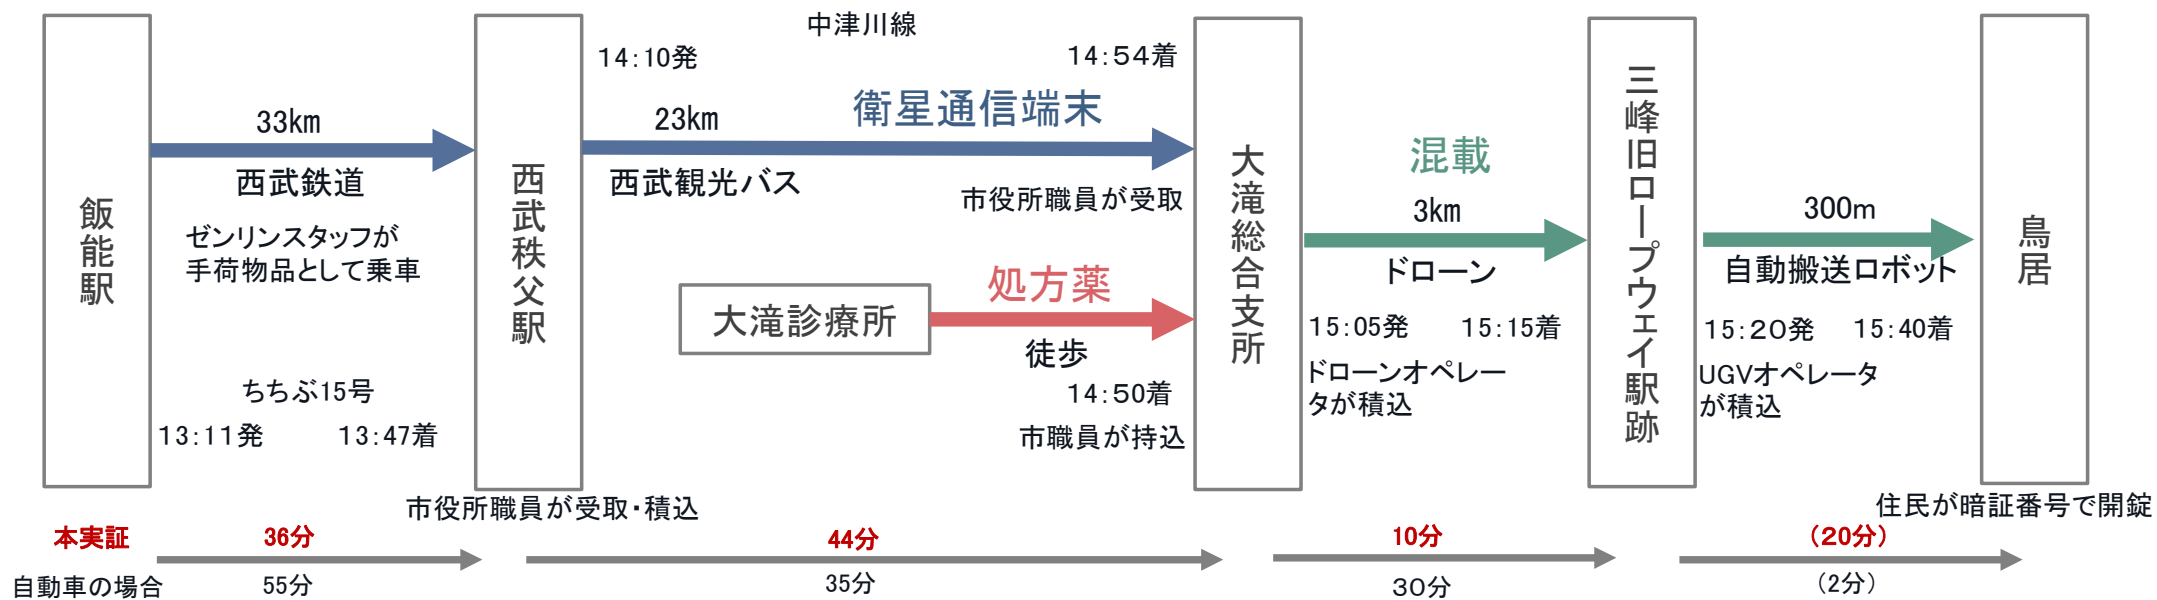 飯能駅
33km
西武鉄道
ゼンリンスタッフが
手荷物品として乗車
ちちぶ15号
13:11発
13:47着
西武秩父駅
市役所職員が受取・積込
中津川線
14:10発
14:54着
23km
衛星通信端末
西武観光バス
市役所職員が受取
大滝診療所
処方薬
徒歩
14:50着
市職員が持込
大滝総合支所
混載
3km
ドローン
15:05発
15:15着
ドローンオペレー
タが積込
三峰旧ロープウェイ駅跡
300m
自動搬送ロボット
15:20発
15:40着
UGVオペレータ
が積込
鳥居
住民が暗証番号で開錠
本実証
36分
44分
10分
(20分)
自動車の場合
55分
35分
30分
(2分)